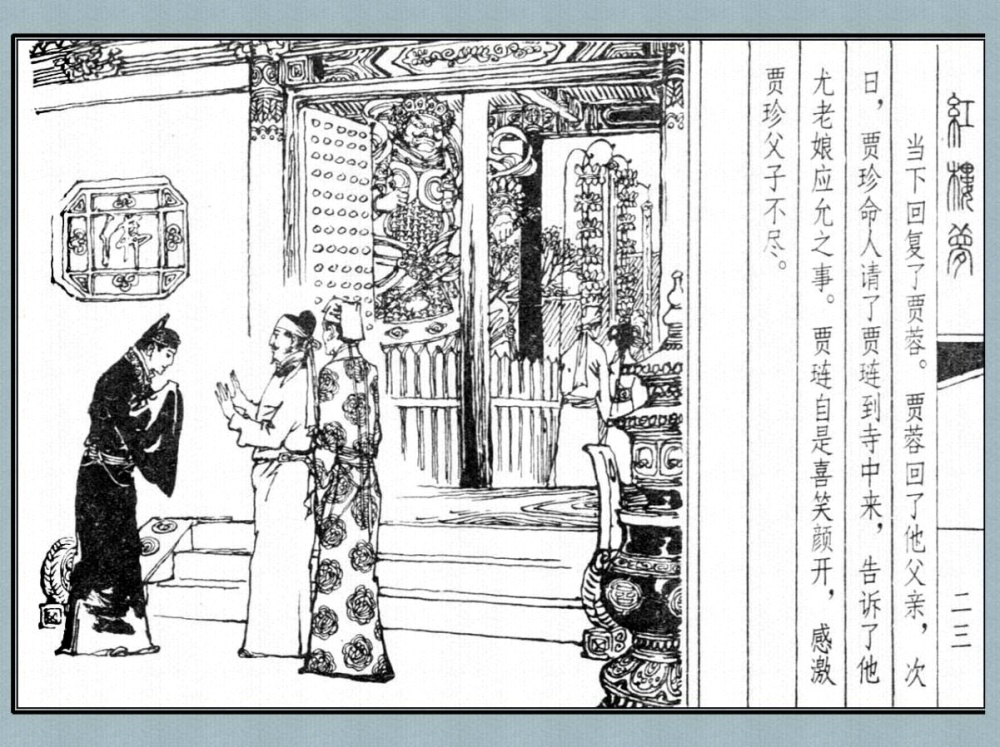 紅樓夢
二三
当下回复了贾蓉。贾蓉回了他父亲，次
日，贾珍命人请了贾琏到寺中来，告诉了他
尤老娘应允之事。贾琏自是喜笑颜开，感激
贾珍父子不尽。
佛